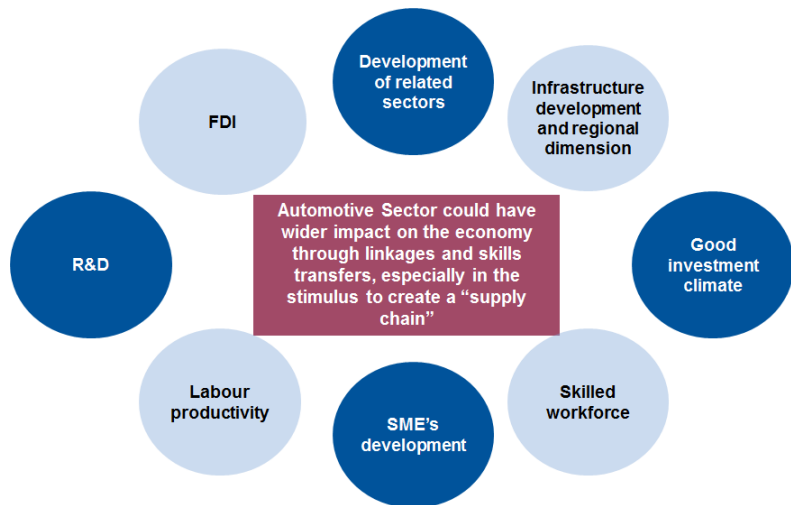 Development
of related
sectors
FDI
Infrastructure
development
and regional
dimension
R&D
Automotive Sector could have
wider impact on the economy
through linkages and skills
transfers, especially in the
stimulus to create a “supply
chain”
Good
investment
climate
Labour
productivity
SME’s
development
Skilled
workforce